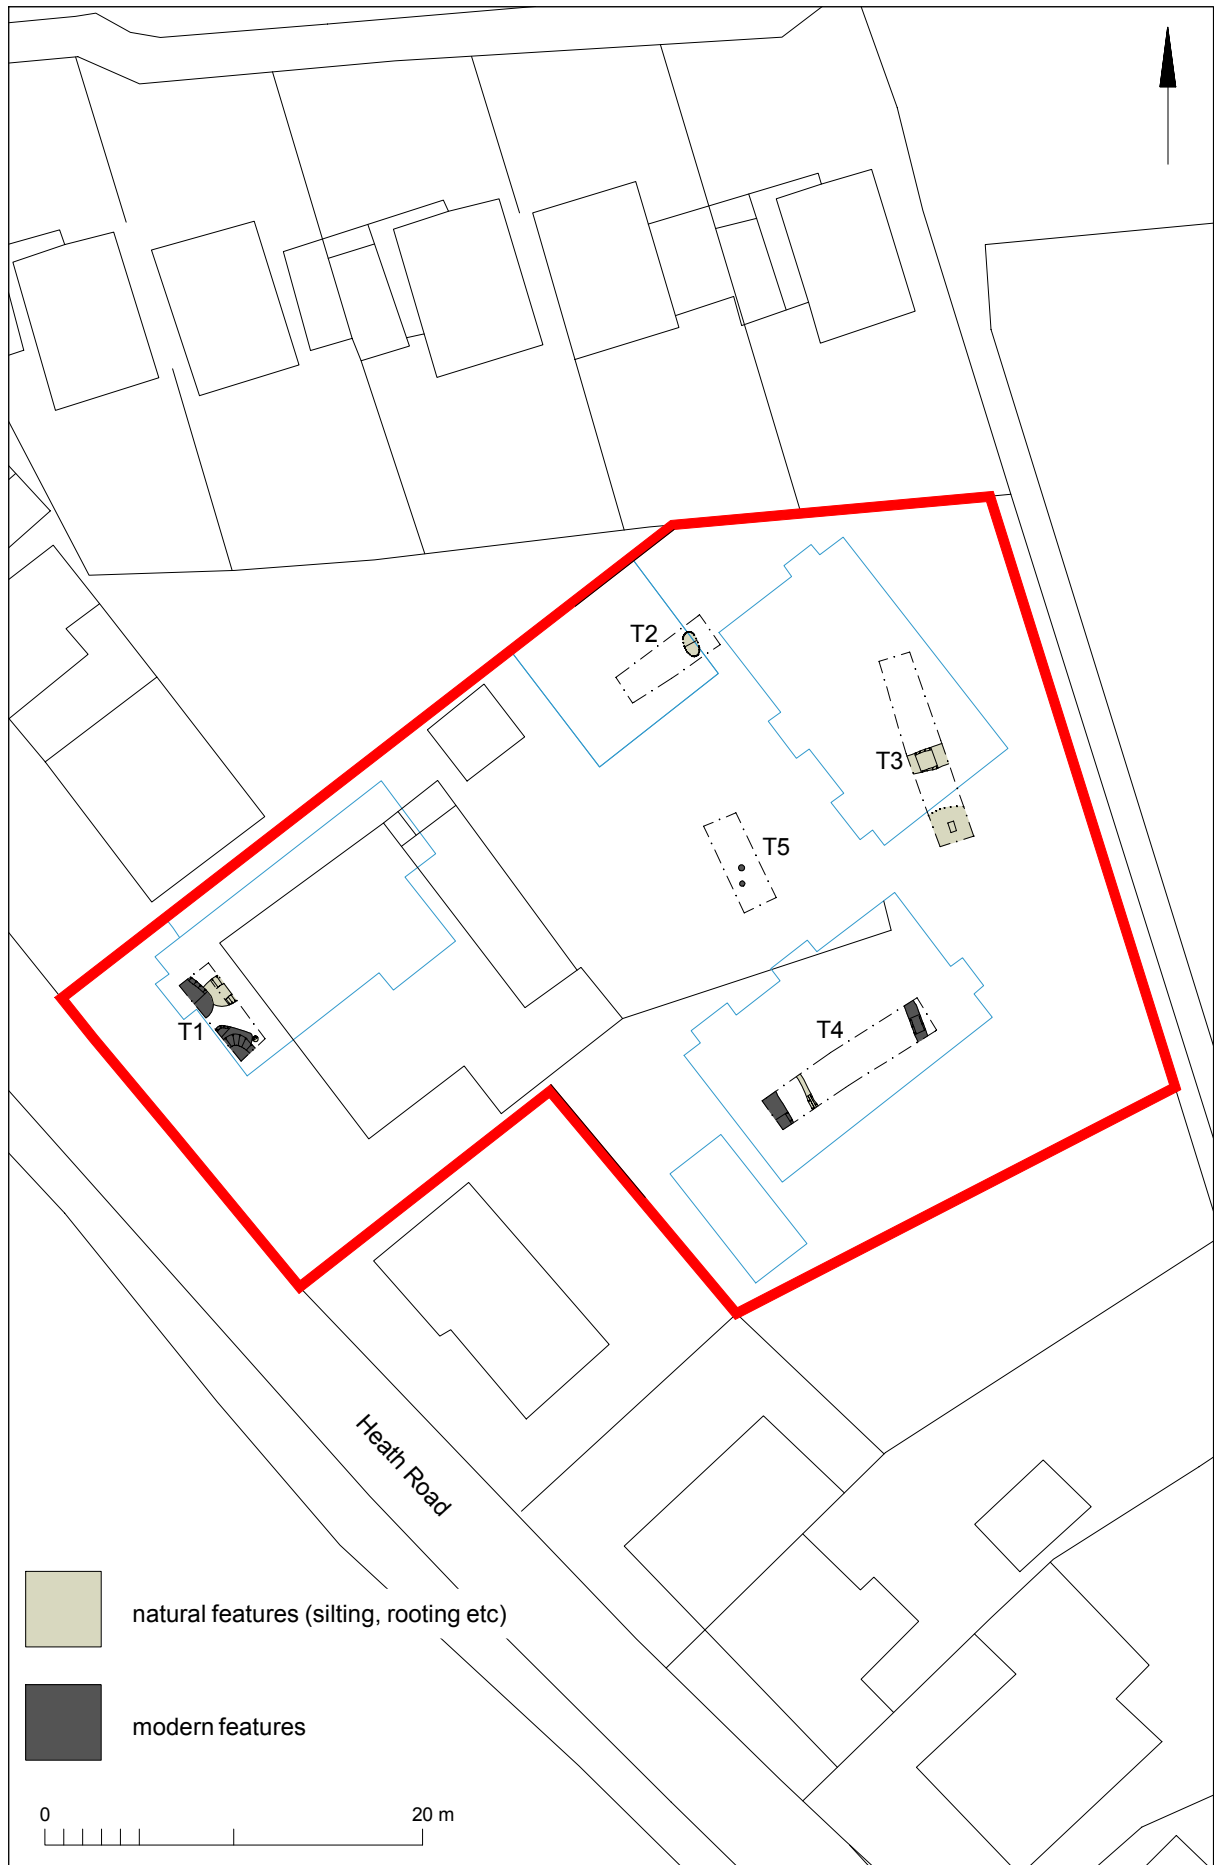 T2
T3
T5
T1
T4
Heath Road
natural features (silting, rooting etc)
modern features
0 20 m